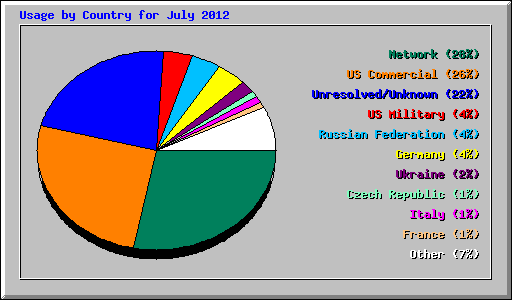 Usage by Country for July 2012
Network (28%)
US Commercial (26%)
Unresolved/Unknown (22%)
US Military (4%)
Russian Federation (4%)
Germany (4%)
Ukraine (2%)
Czech Republic (1%)
Italy (1%)
France (1%)
Other (7%)